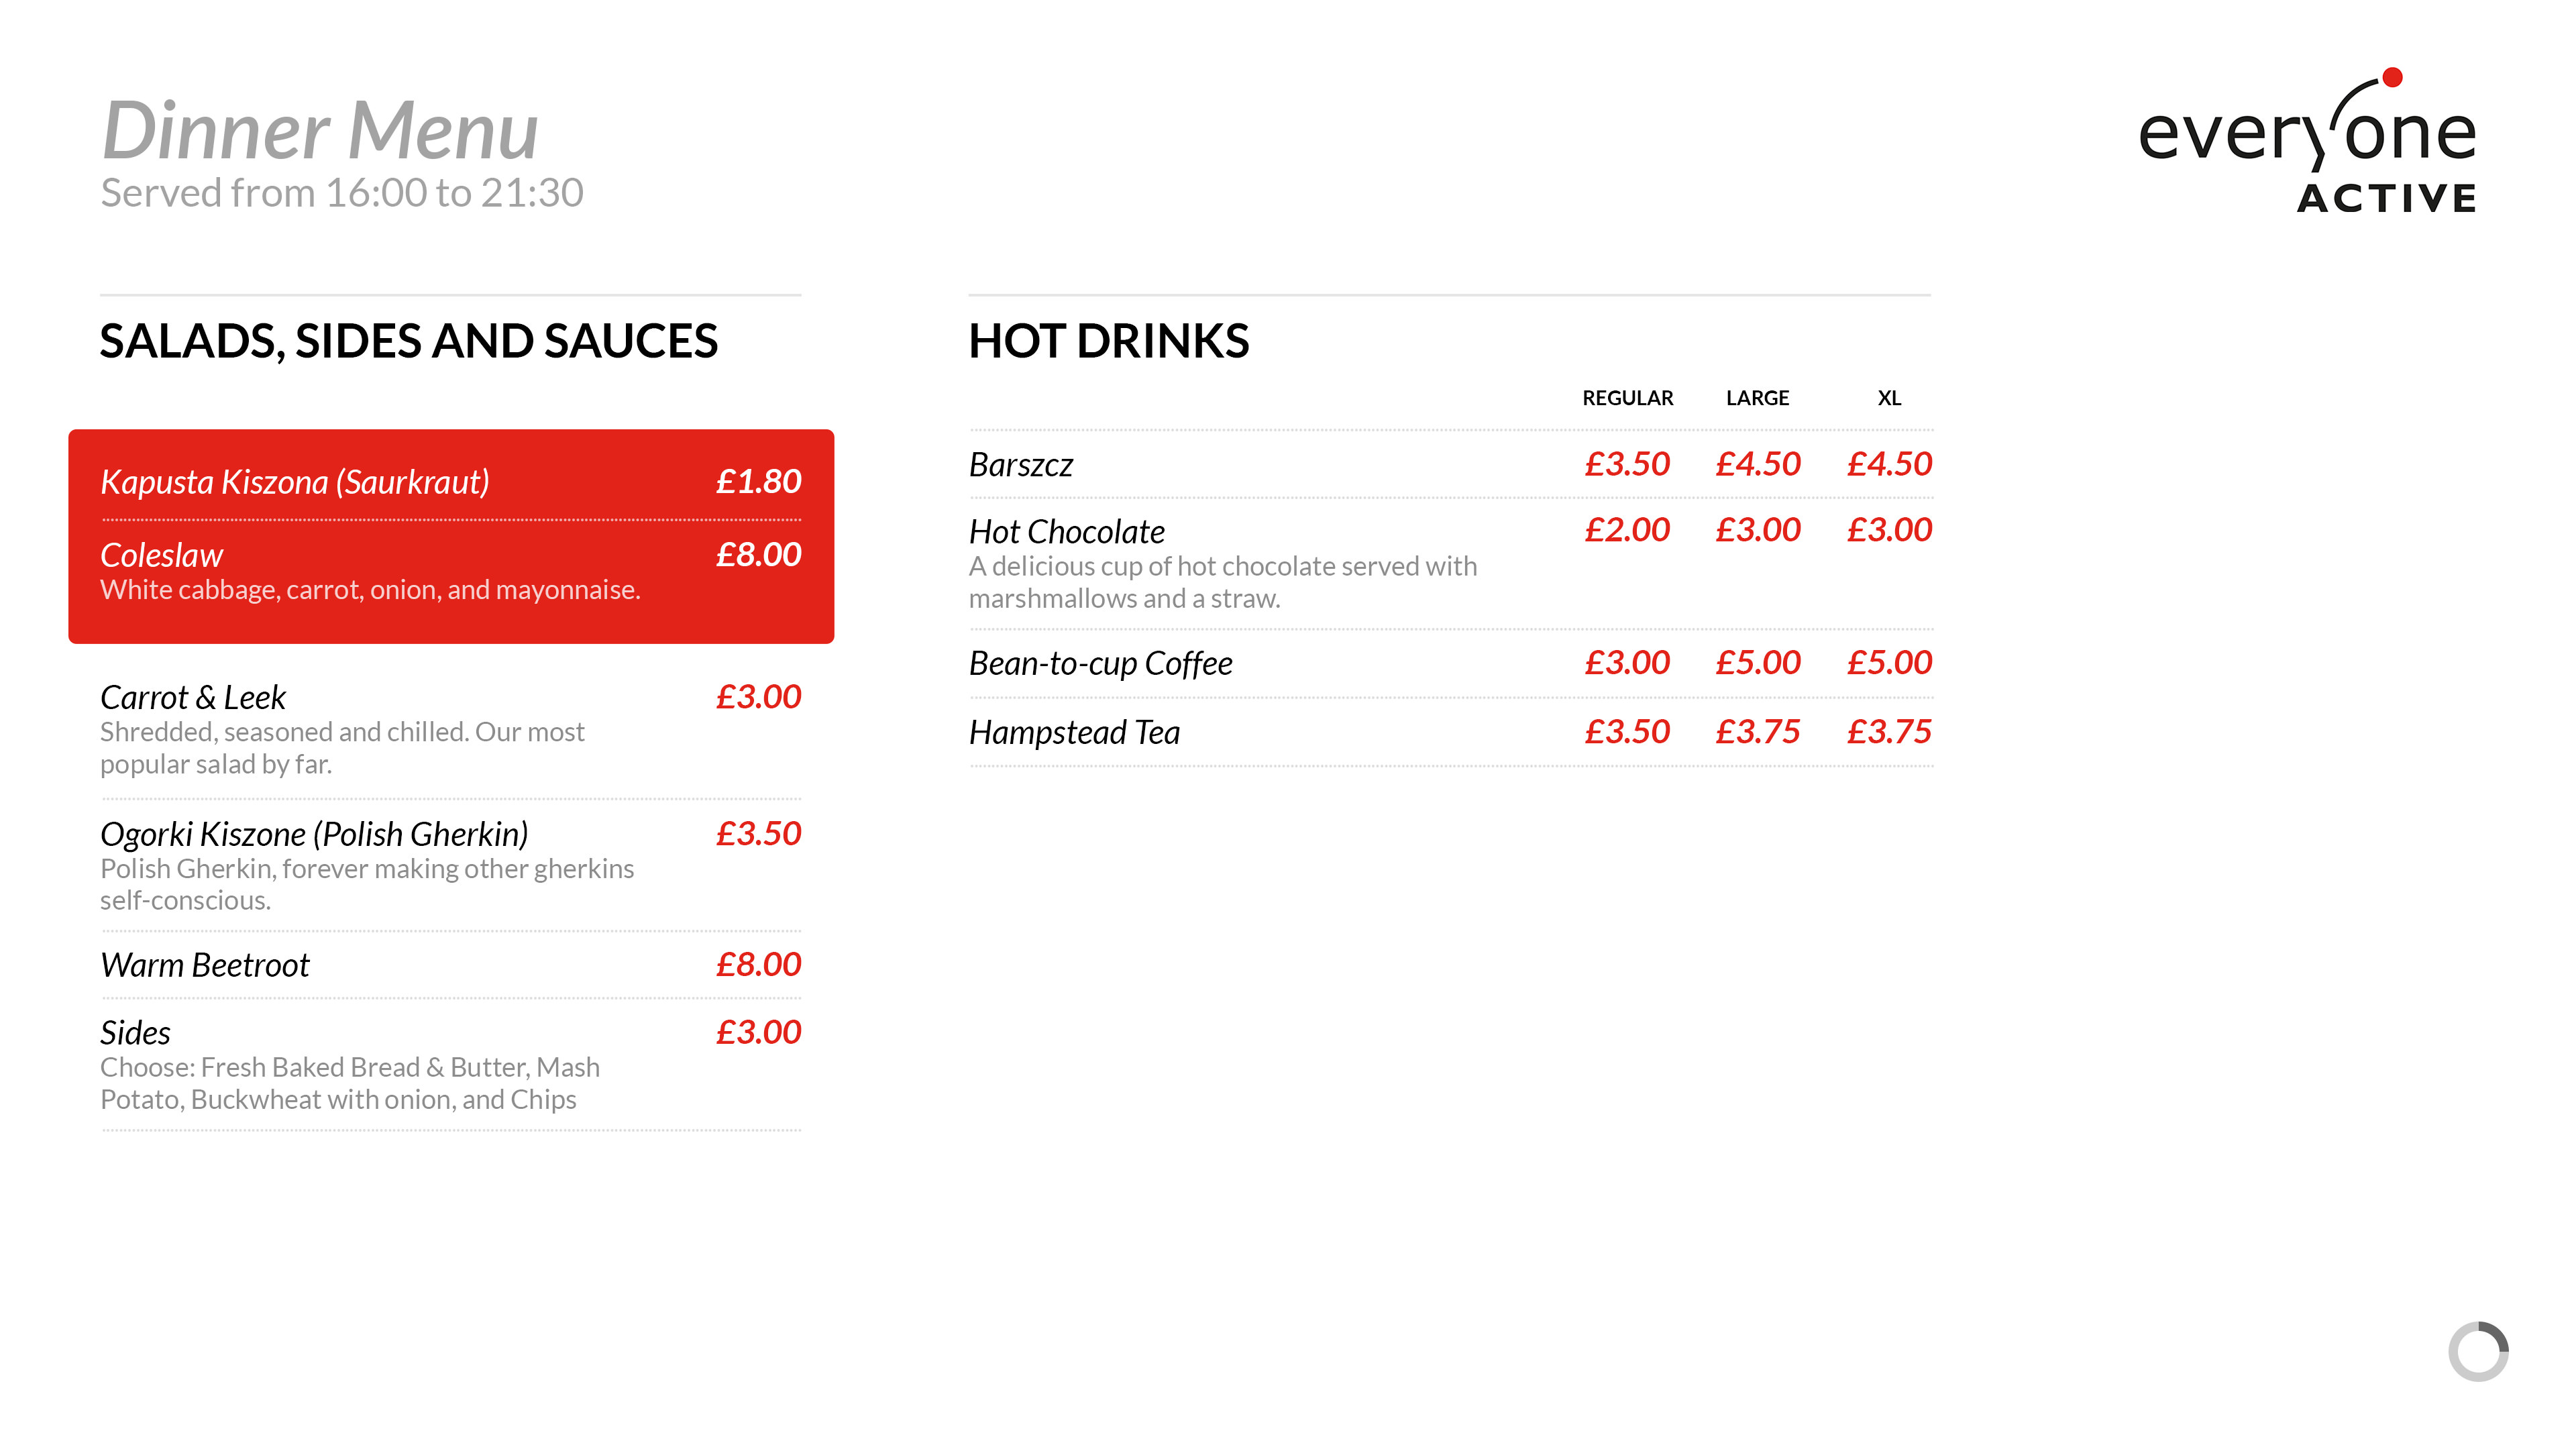 Dinner Menu
Served from 16:00 to 21:30
everyone
ACTIVE
SALADS, SIDES AND SAUCES
Kapusta Kiszona (Saurkraut) £1.80
Coleslaw £8.00
White cabbage, carrot, onion, and mayonnaise.
Carrot & Leek £3.00
Shredded, seasoned and chilled. Our most
popular salad by far.
Ogorki Kiszone (Polish Gherkin) £3.50
Polish Gherkin, forever making other gherkins
self-conscious.
Warm Beetroot £8.00
Sides £3.00
Choose: Fresh Baked Bread & Butter, Mash
Potato, Buckwheat with onion, and Chips
HOT DRINKS
REGULAR LARGE XL
Barszcz £3.50 £4.50 £4.50
Hot Chocolate £2.00 £3.00 £3.00
A delicious cup of hot chocolate served with
marshmallows and a straw.
Bean-to-cup Coffee £3.00 £5.00 £5.00
Hampstead Tea £3.50 £3.75 £3.75